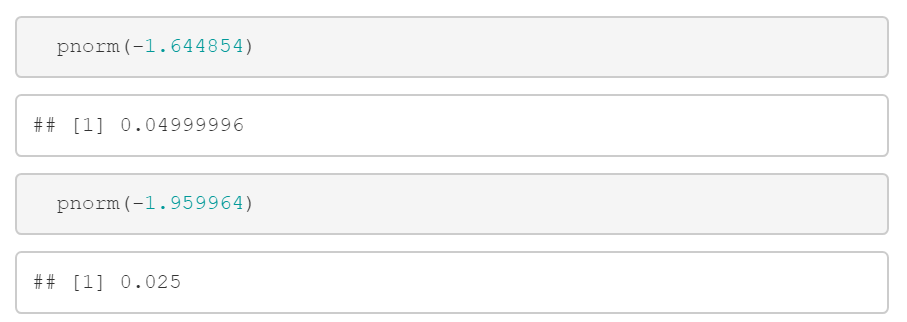 pnorm(-1.644854)
## [1] 0.04999996
pnorm(-1.959964)
## [1] 0.025